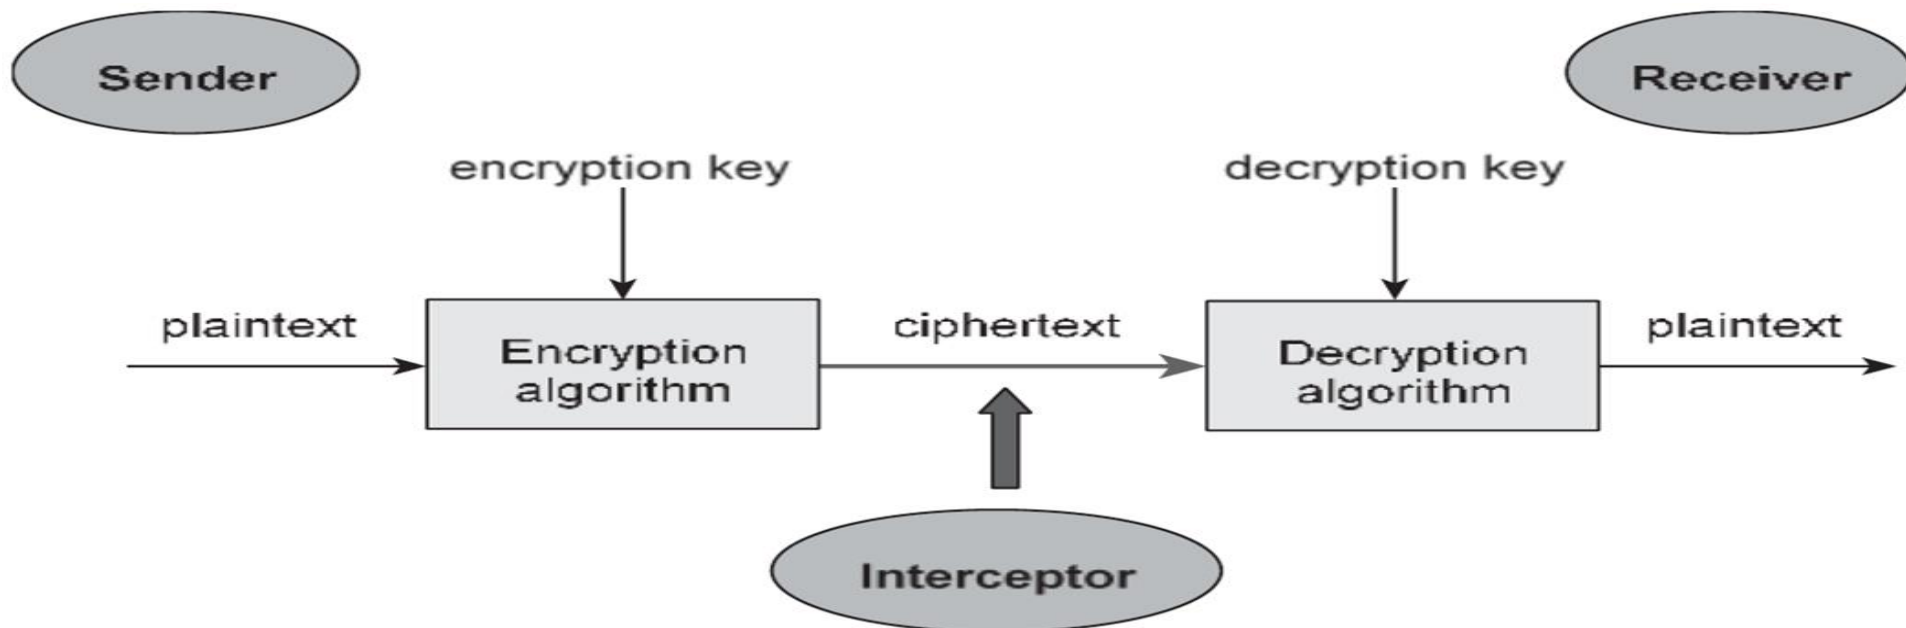 Sender
Receiver
encryption key
decryption key
plaintext
Encryption
algorithm
ciphertext
Decryption
algorithm
plaintext
Interceptor